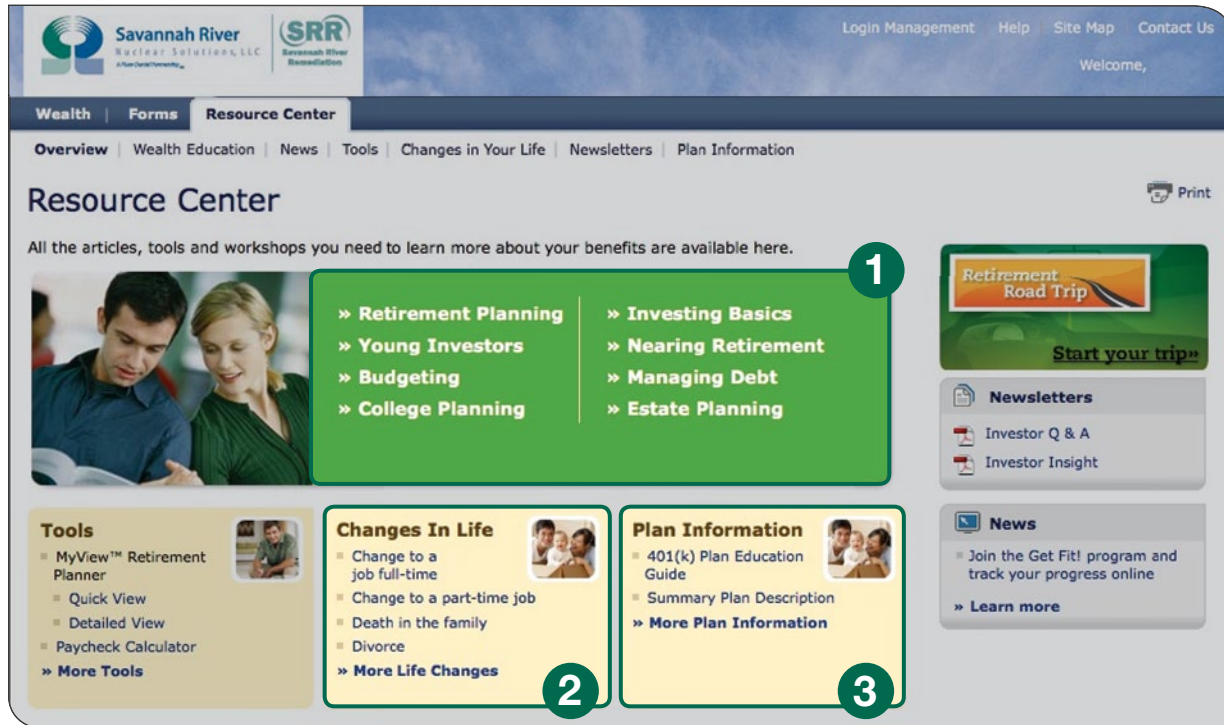 Savannah River
Nuclear Solutions, LLC
SRR
Savannah River
Remediation
Login Management Help Site Map Contact Us
Welcome,
Wealth | Forms Resource Center
Overview | Wealth Education | News | Tools | Changes in Your Life | Newsletters | Plan Information
Resource Center
Print
All the articles, tools and workshops you need to learn more about your benefits are available here.
1
» Retirement Planning
» Young Investors
» Budgeting
» College Planning
» Investing Basics
» Nearing Retirement
» Managing Debt
» Estate Planning
Retirement
Road Trip
Start your trip»
Newsletters
Investor Q & A
Investor Insight
Tools
MyView™ Retirement
Planner
Quick View
Detailed View
Paycheck Calculator
» More Tools
Changes In Life
Change to a
job full-time
Change to a part-time job
Death in the family
Divorce
» More Life Changes
2
Plan Information
401(k) Plan Education
Guide
Summary Plan Description
» More Plan Information
3
News
Join the Get Fit! program and
track your progress online
» Learn more